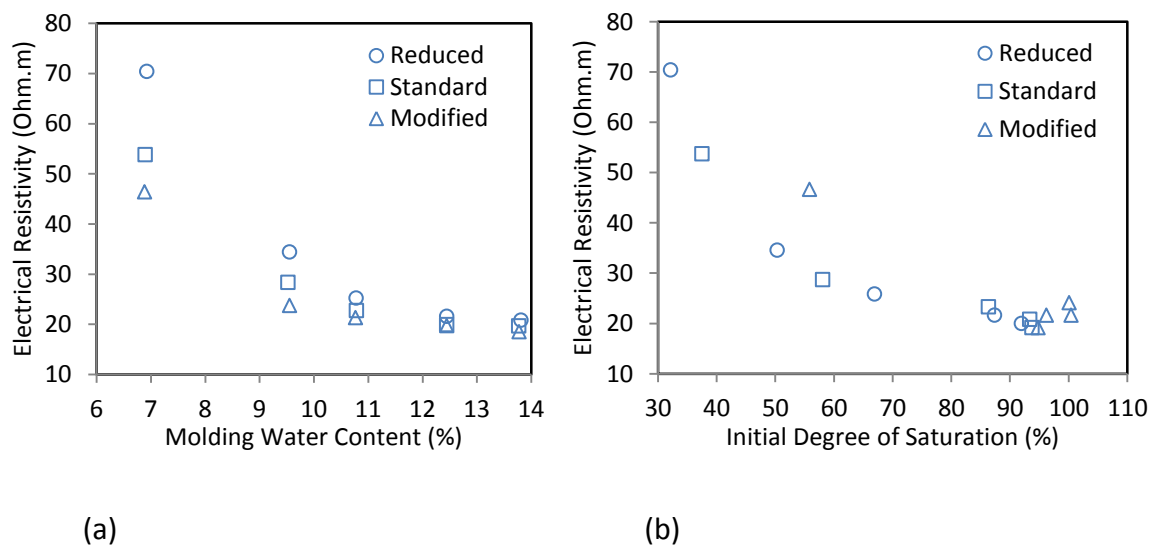 Electrical Resistivity (Ohm.m)
80
70
60
50
40
30
20
10
Reduced
Standard
Modified
6 7 8 9 10 11 12 13 14
Molding Water Content (%)
(a)
Electrical Resistivity (Ohm.m)
80
70
60
50
40
30
20
10
Reduced
Standard
Modified
30 40 50 60 70 80 90 100 110
Initial Degree of Saturation (%)
(b)